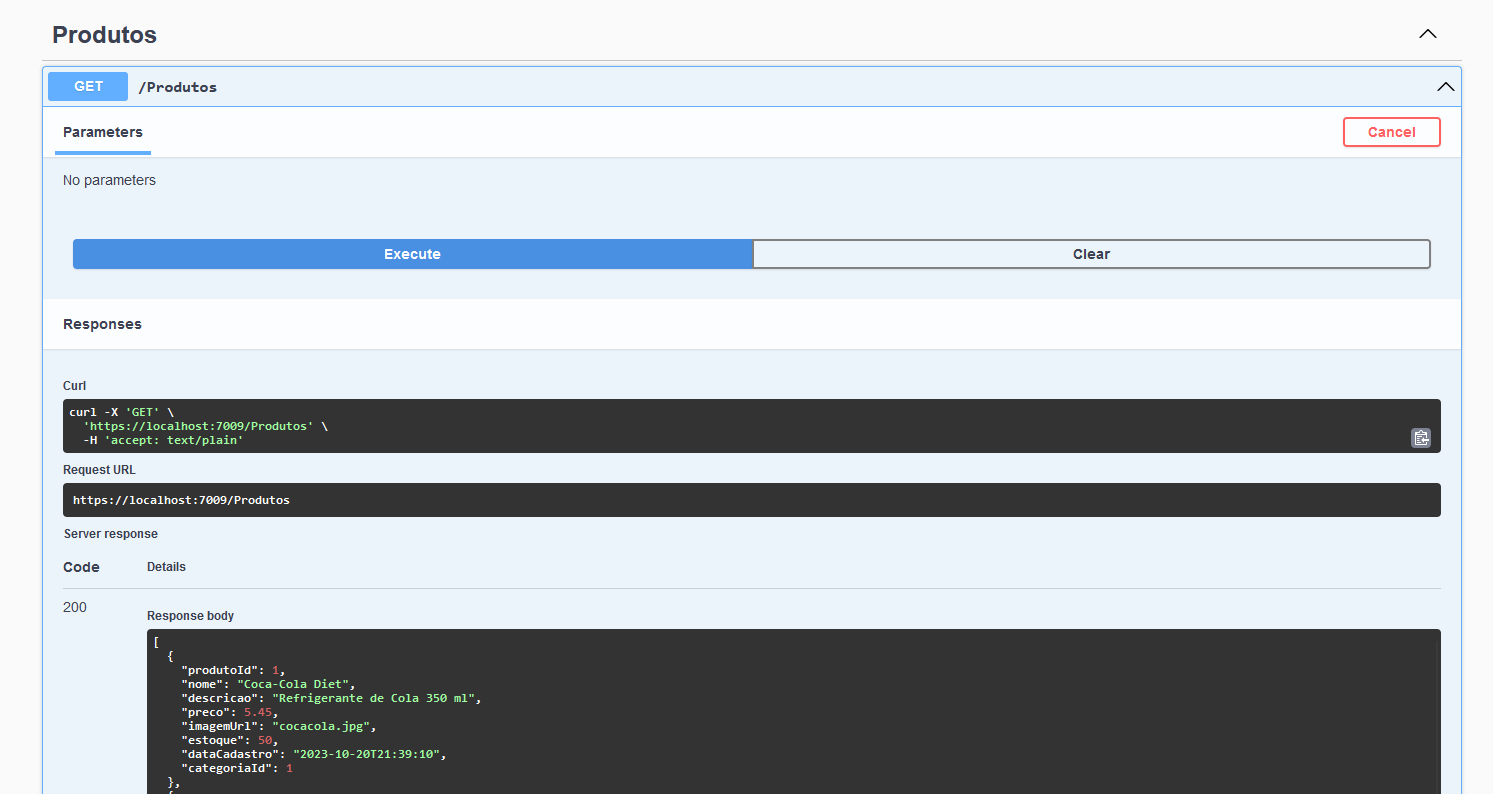 Produtos
GET /Produtos
Parameters Cancel
No parameters
Execute Clear
Responses
Curl
curl -X 'GET' \
  'https://localhost:7009/Produtos' \
  -H 'accept: text/plain'
Request URL
https://localhost:7009/Produtos
Server response
Code Details
200
Response body
[
  {
    "produtoId": 1,
    "nome": "Coca-Cola Diet",
    "descricao": "Refrigerante de Cola 350 ml",
    "preco": 5.45,
    "imagemUrl": "cocacola.jpg",
    "estoque": 50,
    "dataCadastro": "2023-10-20T21:39:10",
    "categoriaId": 1
  },
  {